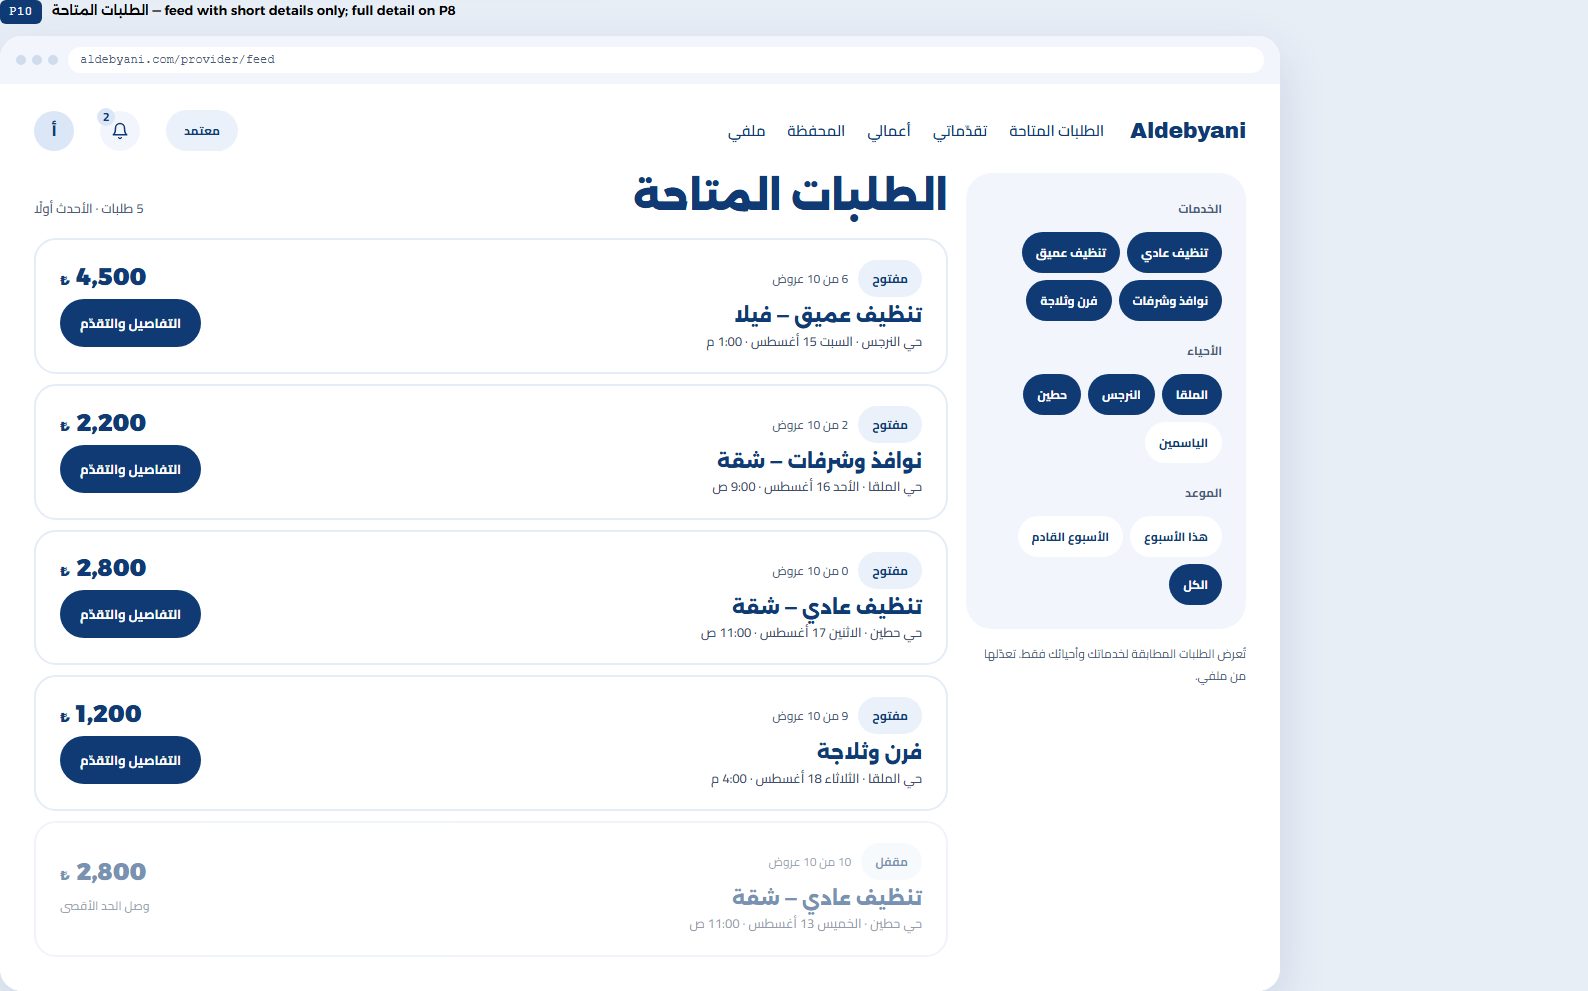 P10 الطلبات المتاحة — feed with short details only; full detail on P8
aldebyani.com/provider/feed
Aldebyani الطلبات المتاحة تقدّماتي أعمالي المحفظة ملفي معتمد 2 أ
الخدمات
تنظيف عادي تنظيف عميق
نوافذ وشرفات فرن وثلاجة
الأحياء
الملقا النرجس حطين
الياسمين
الموعد
هذا الأسبوع الأسبوع القادم
الكل
تُعرض الطلبات المطابقة لخدماتك وأحيائك فقط. تعدّلها
من ملفي.
الطلبات المتاحة
5 طلبات · الأحدث أولًا
مفتوح 6 من 10 عروض
تنظيف عميق — فيلا
حي النرجس · السبت 15 أغسطس · 1:00 م
4,500 ₺
التفاصيل والتقدّم
مفتوح 2 من 10 عروض
نوافذ وشرفات — شقة
حي الملقا · الأحد 16 أغسطس · 9:00 ص
2,200 ₺
التفاصيل والتقدّم
مفتوح 0 من 10 عروض
تنظيف عادي — شقة
حي حطين · الاثنين 17 أغسطس · 11:00 ص
2,800 ₺
التفاصيل والتقدّم
مفتوح 9 من 10 عروض
فرن وثلاجة
حي الملقا · الثلاثاء 18 أغسطس · 4:00 م
1,200 ₺
التفاصيل والتقدّم
مقفل 10 من 10 عروض
تنظيف عادي — شقة
حي حطين · الخميس 13 أغسطس · 11:00 ص
2,800 ₺
وصل الحد الأقصى